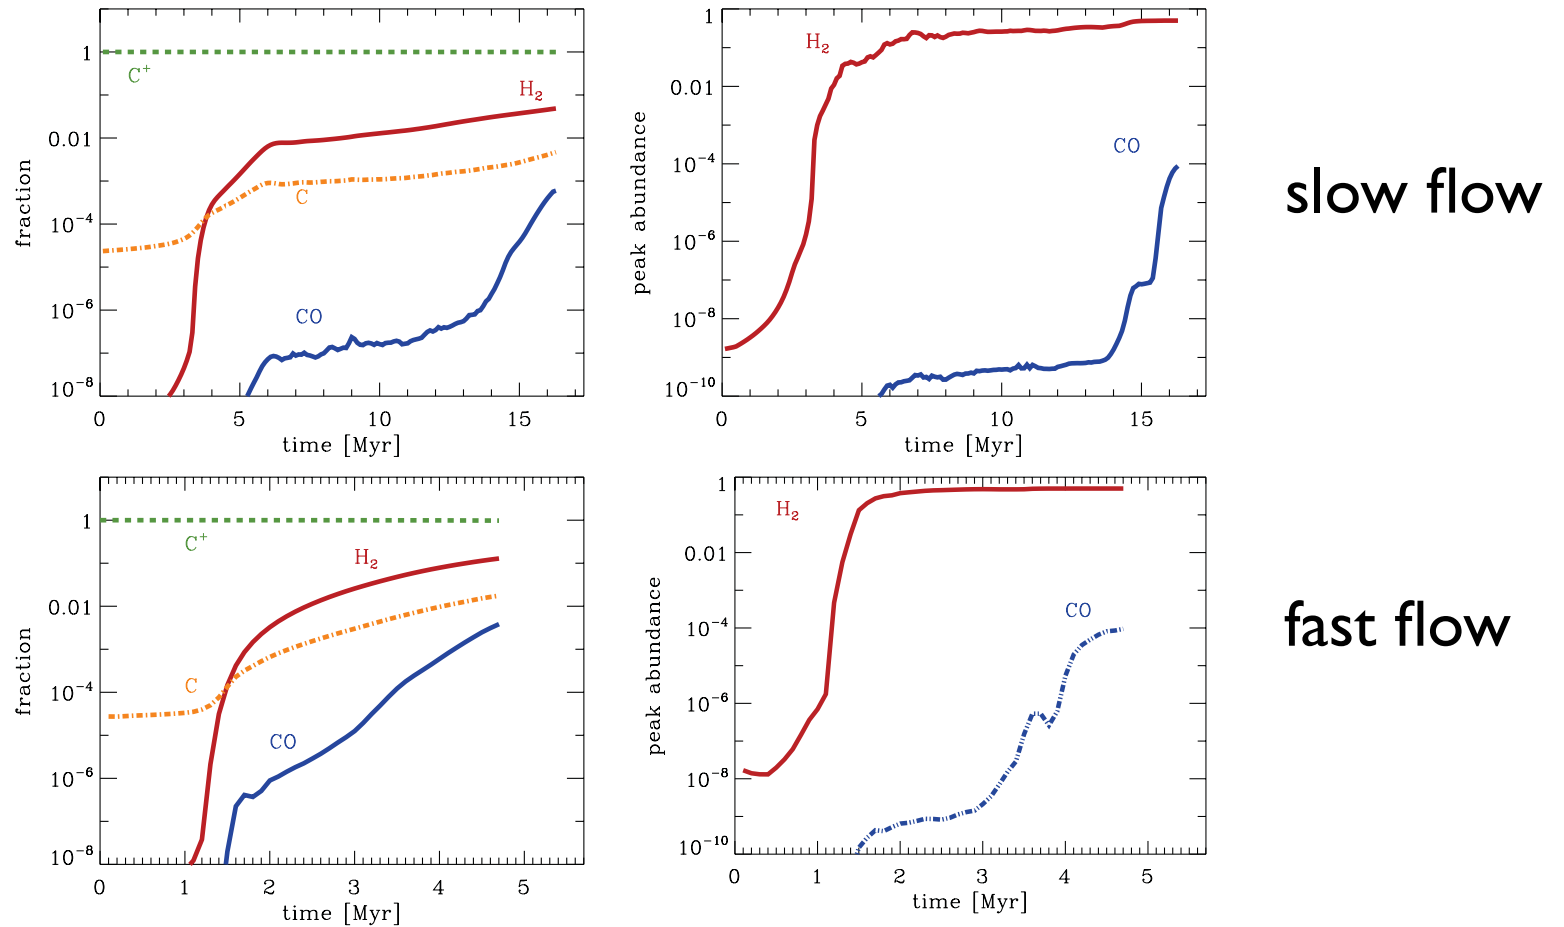 1
0.01
10⁻⁴
10⁻⁶
10⁻⁸
fraction
C⁺
H₂
C
CO
0 5 10 15
time [Myr]
1
0.01
10⁻⁴
10⁻⁶
10⁻⁸
10⁻¹⁰
peak abundance
H₂
CO
0 5 10 15
time [Myr]
slow flow
1
0.01
10⁻⁴
10⁻⁶
10⁻⁸
fraction
C⁺
H₂
C
CO
0 1 2 3 4 5
time [Myr]
1
0.01
10⁻⁴
10⁻⁶
10⁻⁸
10⁻¹⁰
peak abundance
H₂
CO
0 1 2 3 4 5
time [Myr]
fast flow